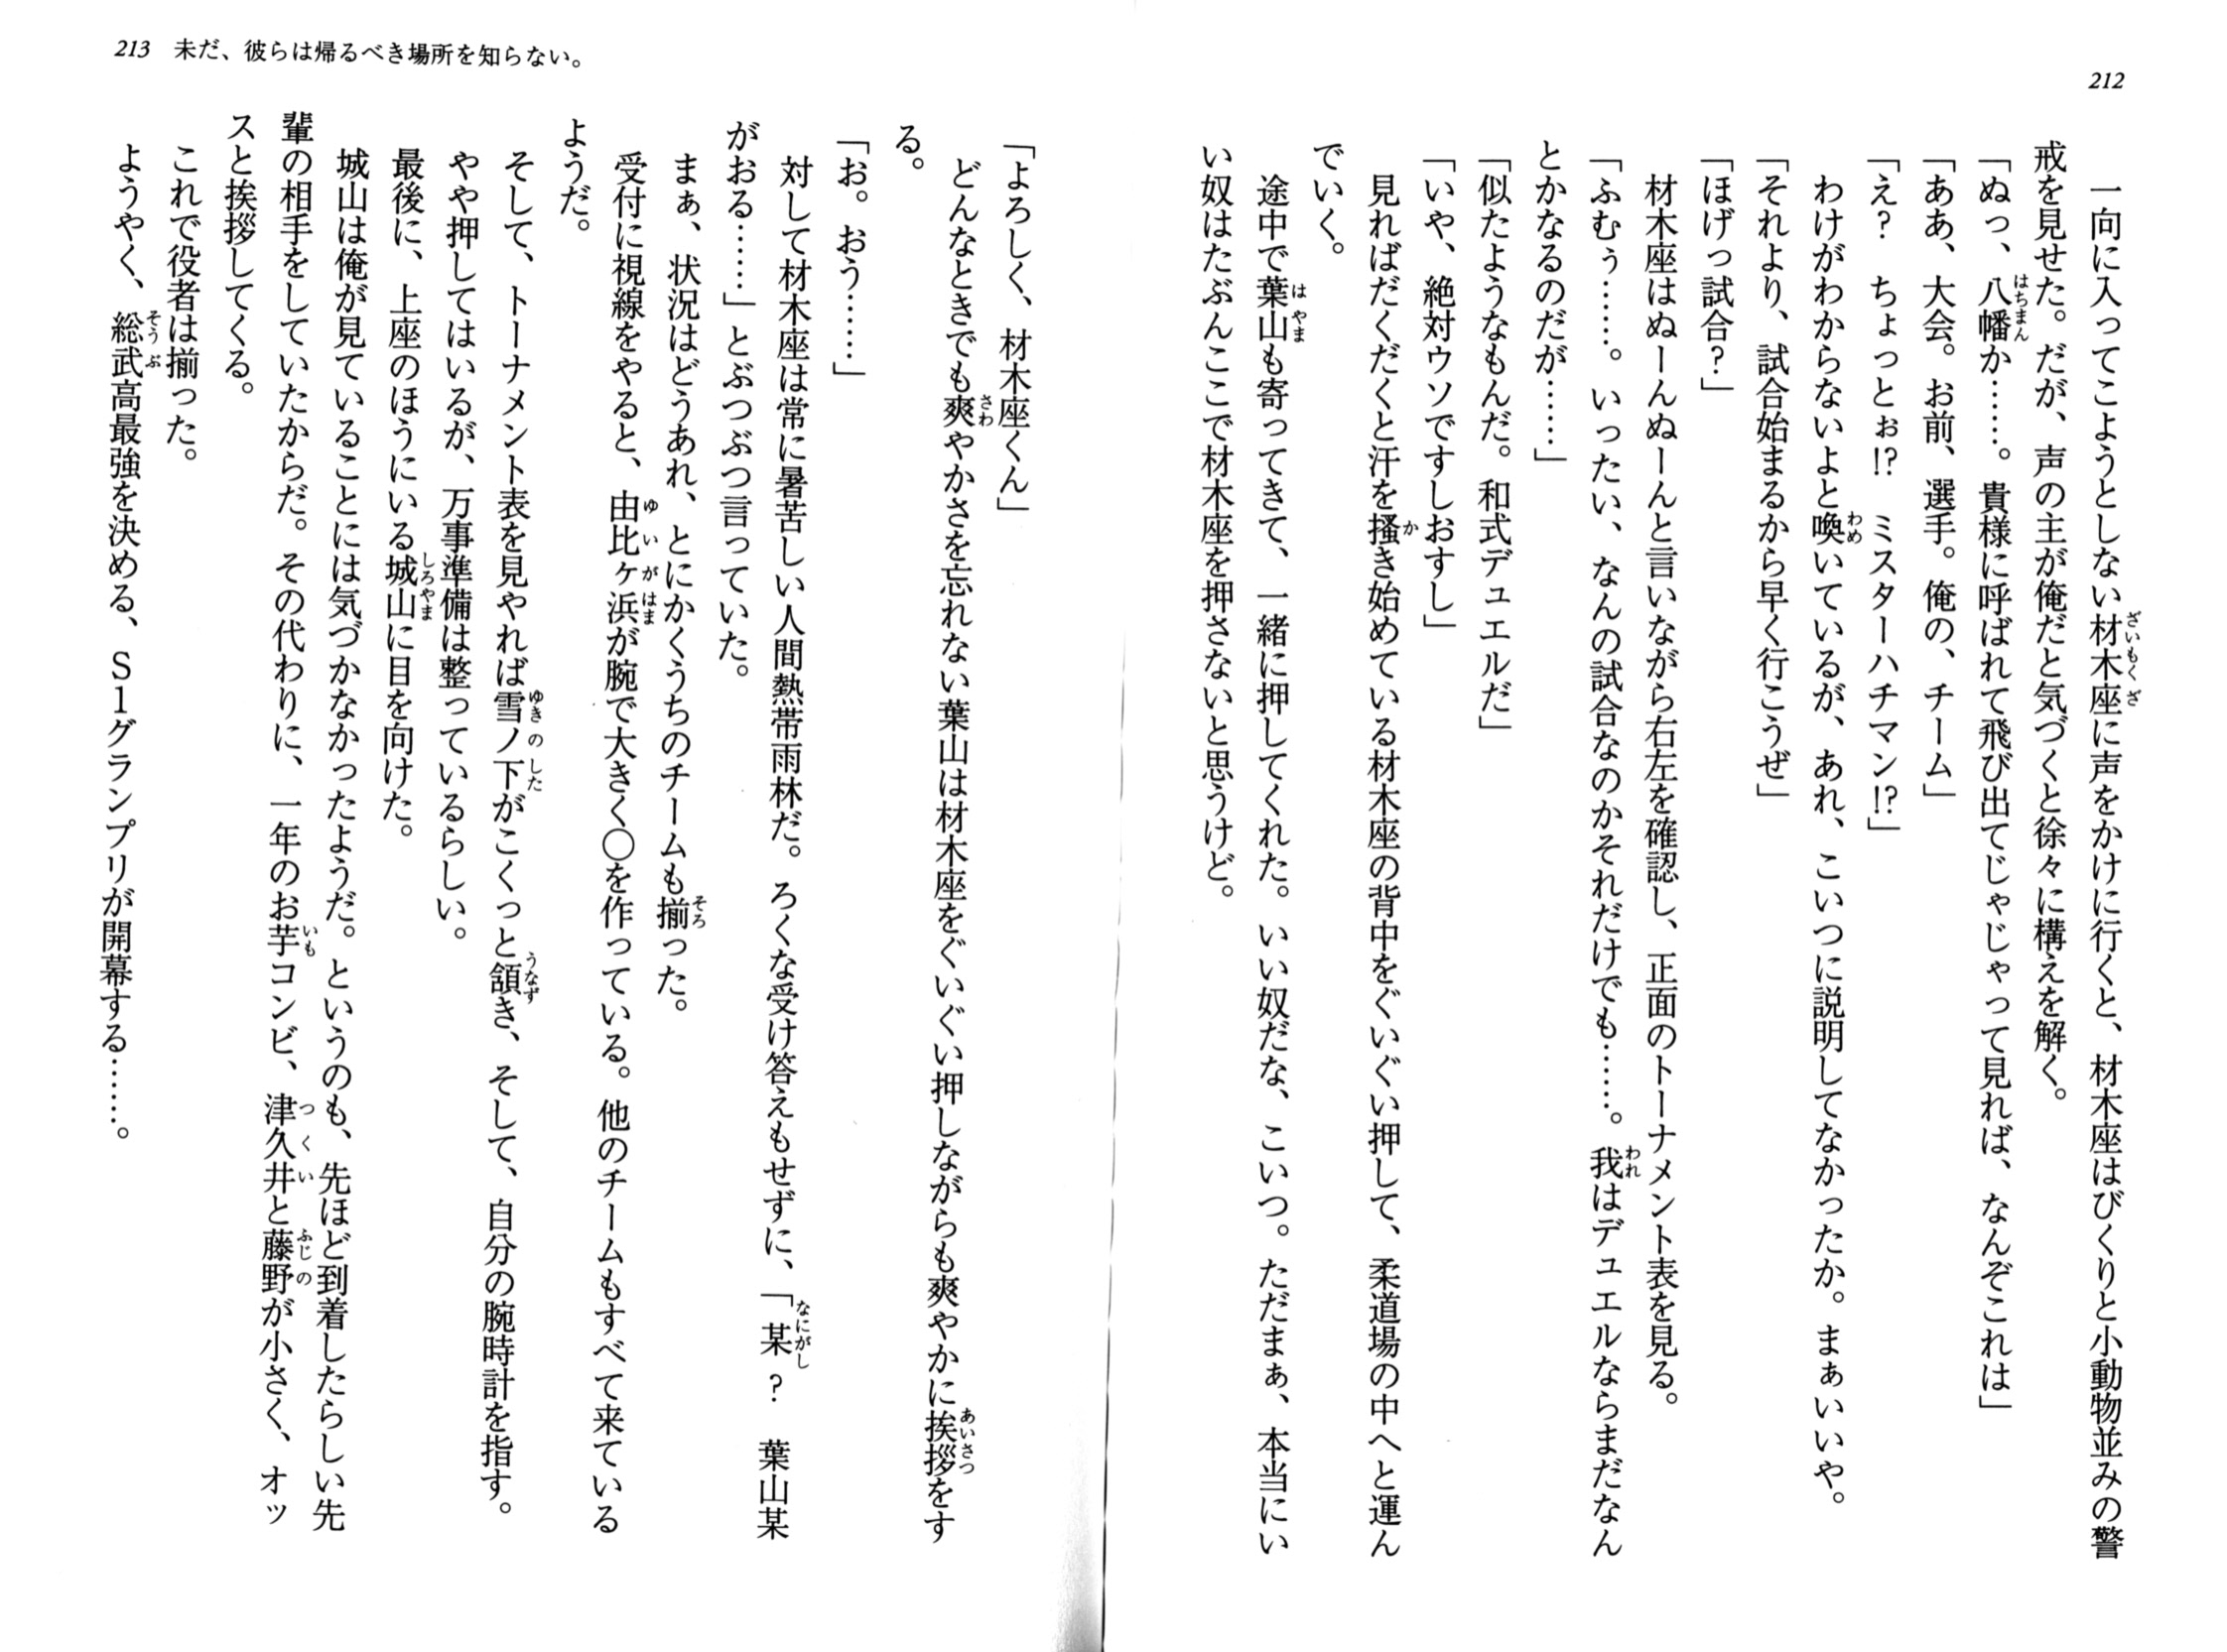 212
一向に入ってこようとしない材木座に声をかけに行くと、材木座はびくりと小動物並みの警
戒を見せた。だが、声の主が俺だと気づくと徐々に構えを解く。
「ぬっ、八幡か……。貴様に呼ばれて飛び出てじゃじゃって見れば、なんぞこれは」
「ああ、大会。お前、選手。俺の、チーム」
「え？　ちょっとぉ!?　ミスターハチマン!?」
わけがわからないよと喚いているが、あれ、こいつに説明してなかったか。まぁいいや。
「それより、試合始まるから早く行こうぜ」
「ほげっ試合？」
材木座はぬーんぬーんと言いながら右左を確認し、正面のトーナメント表を見る。
「ふむぅ……。いったい、なんの試合なのかそれだけでも……。我はデュエルならまだなん
とかなるのだが……」
「似たようなもんだ。和式デュエルだ」
「いや、絶対ウソですしおすし」
見ればだくだくと汗を掻き始めている材木座の背中をぐいぐい押して、柔道場の中へと運ん
でいく。
途中で葉山も寄ってきて、一緒に押してくれた。いい奴だな、こいつ。ただまぁ、本当にい
い奴はたぶんここで材木座を押さないと思うけど。
213　未だ、彼らは帰るべき場所を知らない。
「よろしく、材木座くん」
どんなときでも爽やかさを忘れない葉山は材木座をぐいぐい押しながらも爽やかに挨拶をす
る。
「お。おう……」
対して材木座は常に暑苦しい人間熱帯雨林だ。ろくな受け答えもせずに、「某？　葉山某
がおる……」とぶつぶつ言っていた。
まぁ、状況はどうあれ、とにかくうちのチームも揃った。
受付に視線をやると、由比ヶ浜が腕で大きく〇を作っている。他のチームもすべて来ている
ようだ。
そして、トーナメント表を見やれば雪ノ下がこくっと頷き、そして、自分の腕時計を指す。
やや押してはいるが、万事準備は整っているらしい。
最後に、上座のほうにいる城山に目を向けた。
城山は俺が見ていることには気づかなかったようだ。というのも、先ほど到着したらしい先
輩の相手をしていたからだ。その代わりに、一年のお芋コンビ、津久井と藤野が小さく、オッ
スと挨拶してくる。
これで役者は揃った。
ようやく、総武高最強を決める、S1グランプリが開幕する……。